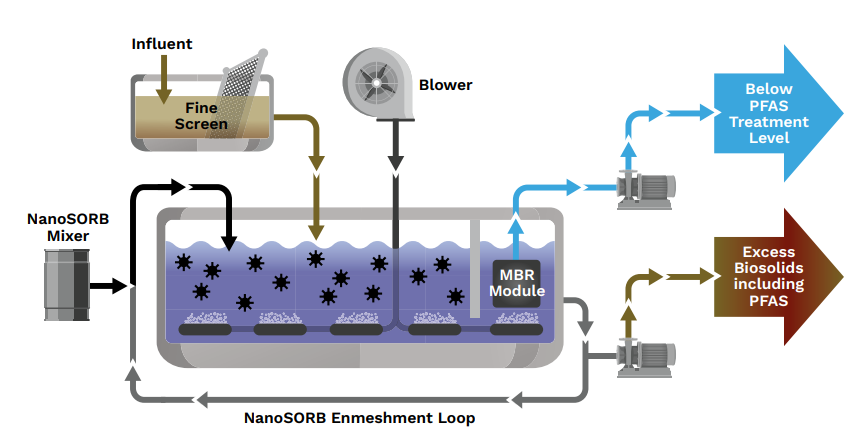 Influent
Fine
Screen
Blower
Below
PFAS
Treatment
Level
NanoSORB
Mixer
MBR
Module
Excess
Biosolids
including
PFAS
NanoSORB Enmeshment Loop